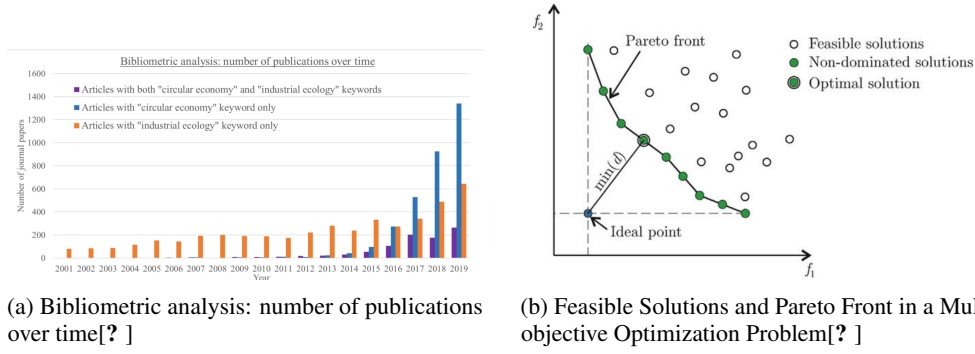 Bibliometric analysis: number of publications over time
Number of journal papers
1600
1400
1200
1000
800
600
400
200
0
Articles with both "circular economy" and "industrial ecology" keywords
Articles with "circular economy" keyword only
Articles with "industrial ecology" keyword only
2001 2002 2003 2004 2005 2006 2007 2008 2009 2010 2011 2012 2013 2014 2015 2016 2017 2018 2019
Year
(a) Bibliometric analysis: number of publications
over time[? ]
f2
Pareto front
Feasible solutions
Non-dominated solutions
Optimal solution
min(d)
Ideal point
f1
(b) Feasible Solutions and Pareto Front in a Mul
objective Optimization Problem[? ]